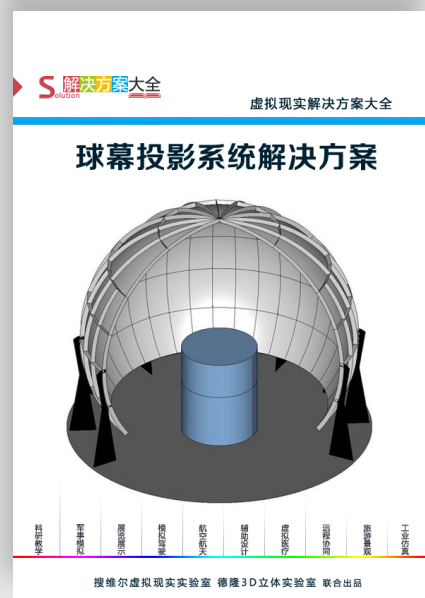 Solution 解决方案大全
虚拟现实解决方案大全
球幕投影系统解决方案
科研教学
军事模拟
展览展示
模拟驾驶
航空航天
辅助设计
虚拟医疗
远程协同
旅游景观
工业仿真
搜维尔虚拟现实实验室 德隆3D立体实验室 联合出品